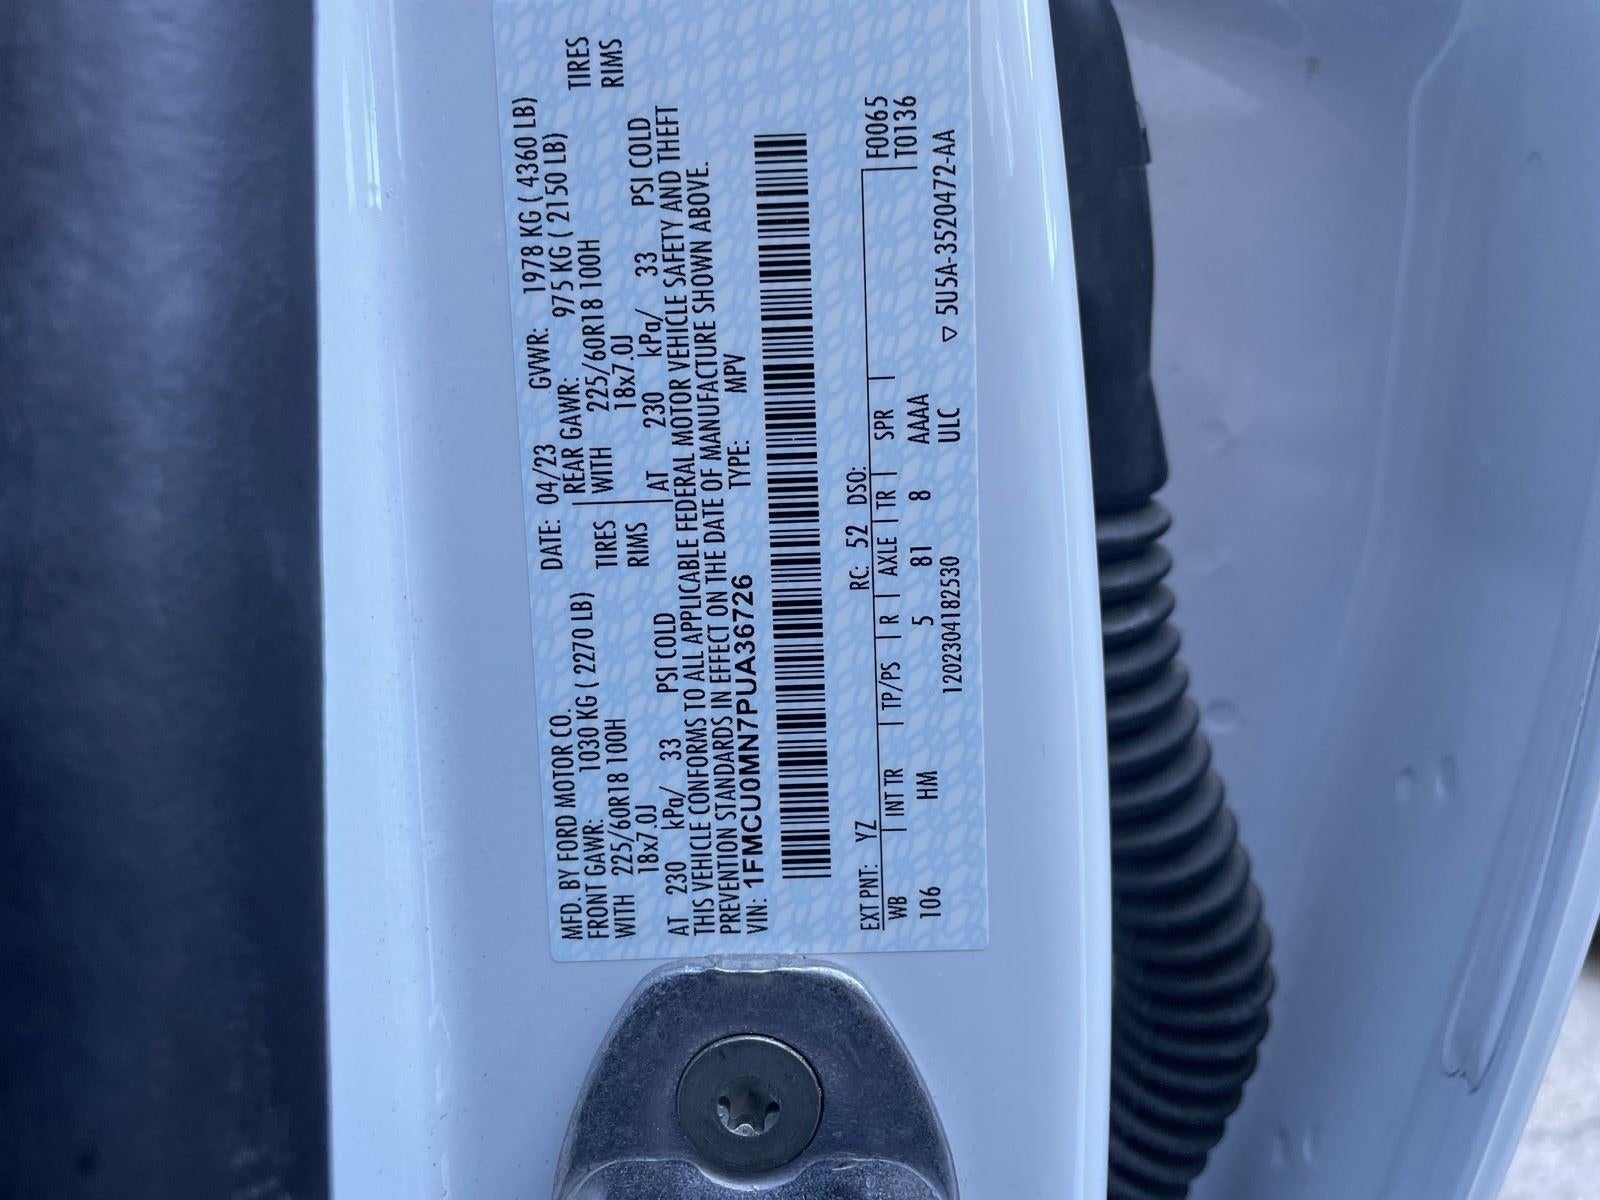 MFD. BY FORD MOTOR CO. DATE: 04/23 GVWR: 1978 KG ( 4360 LB)
FRONT GAWR: 1030 KG ( 2270 LB) REAR GAWR: 975 KG ( 2150 LB)
WITH 225/60R18 100H TIRES WITH 225/60R18 100H TIRES
18x7.0J RIMS 18x7.0J RIMS
AT 230 kPa/ 33 PSI COLD AT 230 kPa/ 33 PSI COLD
THIS VEHICLE CONFORMS TO ALL APPLICABLE FEDERAL MOTOR VEHICLE SAFETY AND THEFT
PREVENTION STANDARDS IN EFFECT ON THE DATE OF MANUFACTURE SHOWN ABOVE.
VIN: 1FMCU0MN7PUA36726 TYPE: MPV
EXT PNT: YZ RC: 52 DSO: F0065
WB INT TR TP/PS R AXLE TR SPR T0136
106 HM 5 81 8 AAAA
1202304182530 ULC ▽ 5U5A-3520472-AA